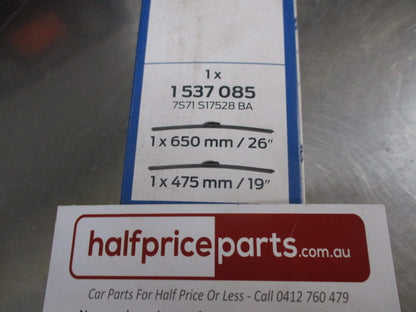 1 x
1 537 085
7S71 S17528 BA
1 x 650 mm / 26"
1 x 475 mm / 19"
halfpriceparts.com.au
Car Parts For Half Price Or Less - Call 0412 760 479